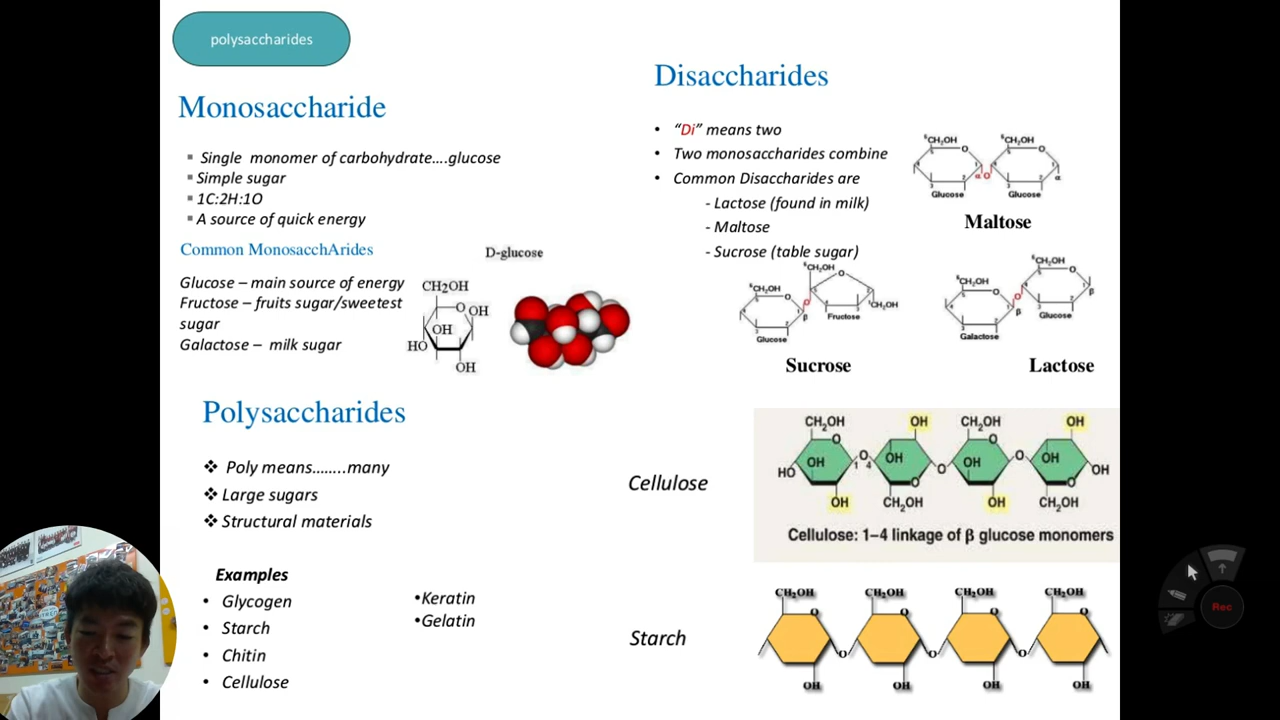 polysaccharides
Monosaccharide
Single monomer of carbohydrate....glucose
Simple sugar
1C:2H:1O
A source of quick energy
Common MonosacchArides
Glucose – main source of energy
Fructose – fruits sugar/sweetest
sugar
Galactose – milk sugar
D-glucose
CH2OH
O
OH
OH
HO
OH
Disaccharides
• “Di” means two
• Two monosaccharides combine
• Common Disaccharides are
- Lactose (found in milk)
- Maltose
- Sucrose (table sugar)
CH₂OH
CH₂OH
Glucose
Glucose
Maltose
CH₂OH
CH₂OH
CH₂OH
Glucose
Fructose
Sucrose
CH₂OH
CH₂OH
Galactose
Glucose
Lactose
Polysaccharides
❖ Poly means........many
❖ Large sugars
❖ Structural materials
Examples
• Glycogen
• Starch
• Chitin
• Cellulose
•Keratin
•Gelatin
Cellulose
CH₂OH OH CH₂OH OH
O O
OH O OH OH O OH
HO 1 4 O OH
OH CH₂OH OH CH₂OH
Cellulose: 1–4 linkage of β glucose monomers
Starch
CH₂OH CH₂OH CH₂OH CH₂OH
O O O O
O O O
OH OH OH OH
Rec